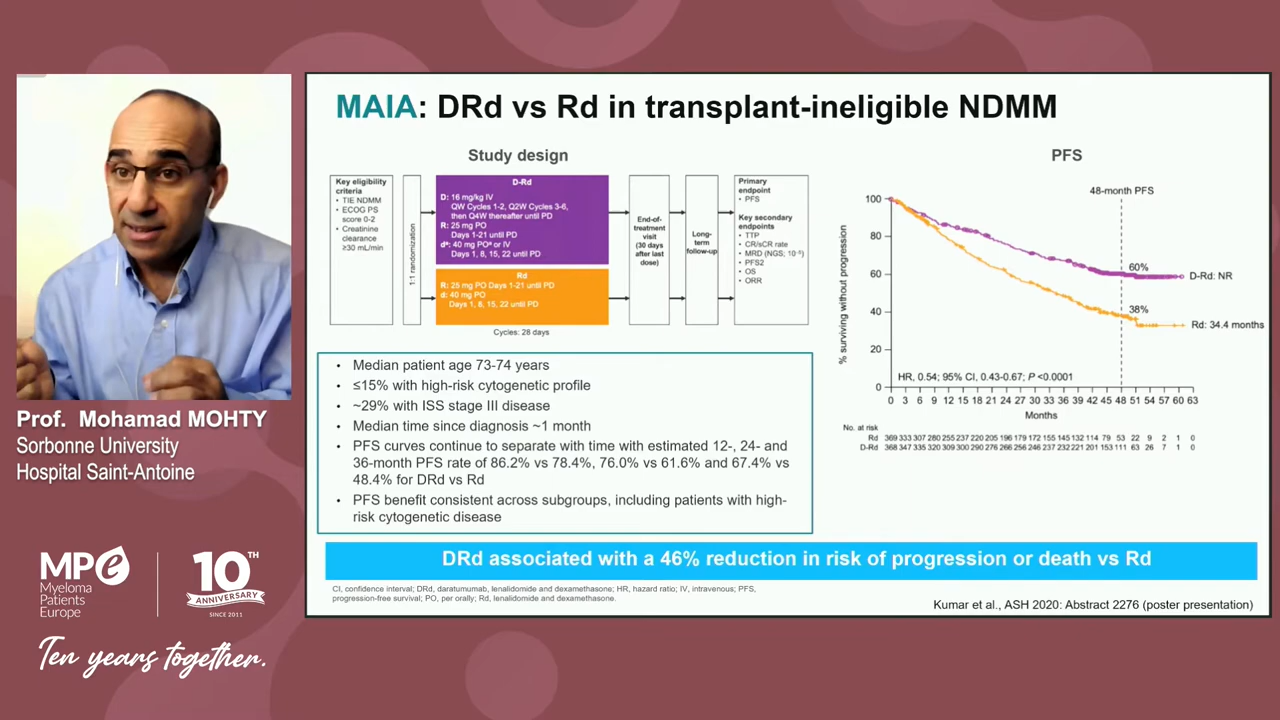 MAIA: DRd vs Rd in transplant-ineligible NDMM
Study design
Key eligibility
criteria
• TIE NDMM
• ECOG PS
score 0-2
• Creatinine
clearance
≥30 mL/min
1:1 randomization
D-Rd
D: 16 mg/kg IV
QW Cycles 1-2, Q2W Cycles 3-6,
then Q4W thereafter until PD
R: 25 mg PO
Days 1-21 until PD
d*: 40 mg POᵃ or IV
Days 1, 8, 15, 22 until PD
Rd
R: 25 mg PO Days 1-21 until PD
d: 40 mg PO
Days 1, 8, 15, 22 until PD
Cycles: 28 days
End-of-
treatment
visit
(30 days
after last
dose)
Long-
term
follow-up
Primary
endpoint
• PFS
Key secondary
endpoints
• TTP
• CR/sCR rate
• MRD (NGS; 10⁻⁵)
• PFS2
• OS
• ORR
PFS
48-month PFS
% surviving without progression
100
80
60
40
20
0
60%
38%
D-Rd: NR
Rd: 34.4 months
HR, 0.54; 95% CI, 0.43-0.67; P <0.0001
0 3 6 9 12 15 18 21 24 27 30 33 36 39 42 45 48 51 54 57 60 63
Months
No. at risk
Rd 369 333 307 280 255 237 220 205 196 179 172 155 145 132 114 79 53 22 9 2 1 0
D-Rd 368 347 335 320 309 300 290 276 266 256 246 237 232 221 201 153 111 63 26 7 1 0
• Median patient age 73-74 years
• ≤15% with high-risk cytogenetic profile
• ~29% with ISS stage III disease
• Median time since diagnosis ~1 month
• PFS curves continue to separate with time with estimated 12-, 24- and
36-month PFS rate of 86.2% vs 78.4%, 76.0% vs 61.6% and 67.4% vs
48.4% for DRd vs Rd
• PFS benefit consistent across subgroups, including patients with high-
risk cytogenetic disease
DRd associated with a 46% reduction in risk of progression or death vs Rd
CI, confidence interval; DRd, daratumumab, lenalidomide and dexamethasone; HR, hazard ratio; IV, intravenous; PFS,
progression-free survival; PO, per orally; Rd, lenalidomide and dexamethasone.
Kumar et al., ASH 2020: Abstract 2276 (poster presentation)
Prof. Mohamad MOHTY
Sorbonne University
Hospital Saint-Antoine
MPe
Myeloma
Patients
Europe
10TH
ANNIVERSARY
SINCE 2011
Ten years together.